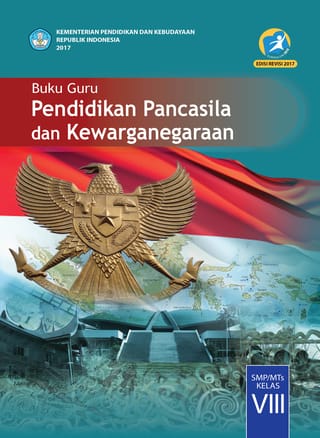 KEMENTERIAN PENDIDIKAN DAN KEBUDAYAAN
REPUBLIK INDONESIA
2017
EDISI REVISI 2017
Buku Guru
Pendidikan Pancasila
dan Kewarganegaraan
SMP/MTs
KELAS
VIII